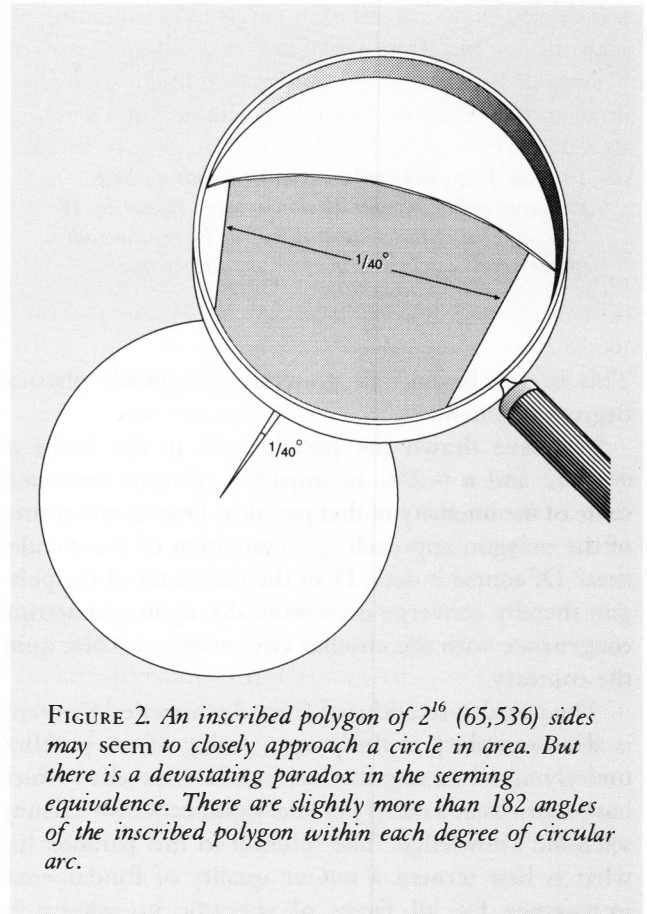 1/40°
1/40°
FIGURE 2. An inscribed polygon of 2¹⁶ (65,536) sides
may seem to closely approach a circle in area. But
there is a devastating paradox in the seeming
equivalence. There are slightly more than 182 angles
of the inscribed polygon within each degree of circular
arc.